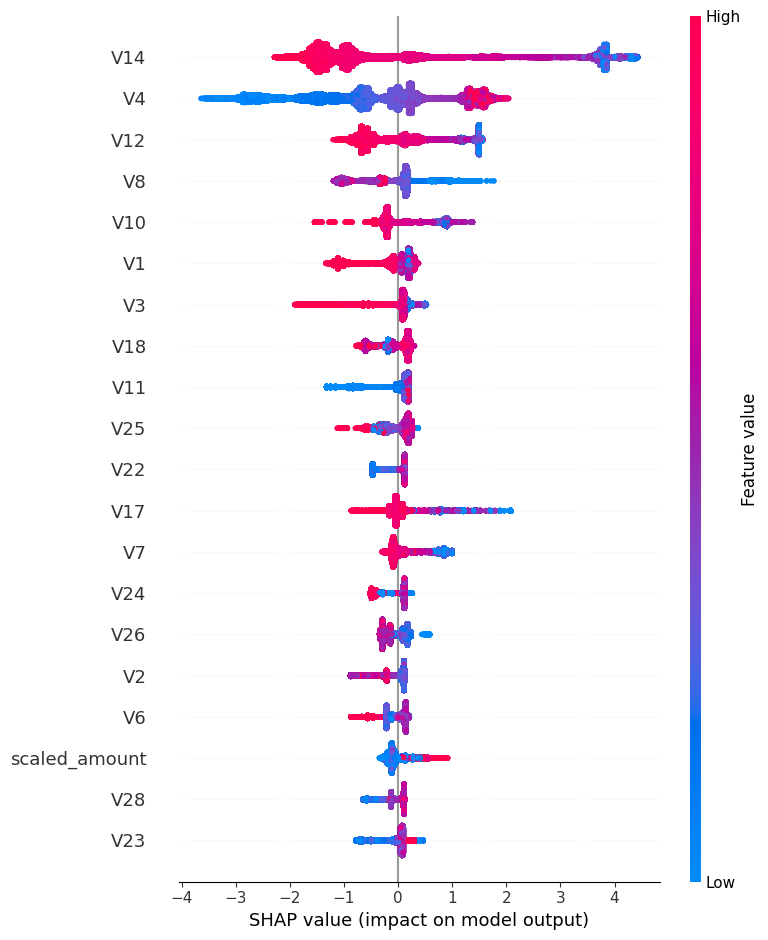 High
V14
V4
V12
V8
V10
V1
V3
V18
V11
V25
V22
V17
V7
V24
V26
V2
V6
scaled_amount
V28
V23
Feature value
Low
−4 −3 −2 −1 0 1 2 3 4
SHAP value (impact on model output)